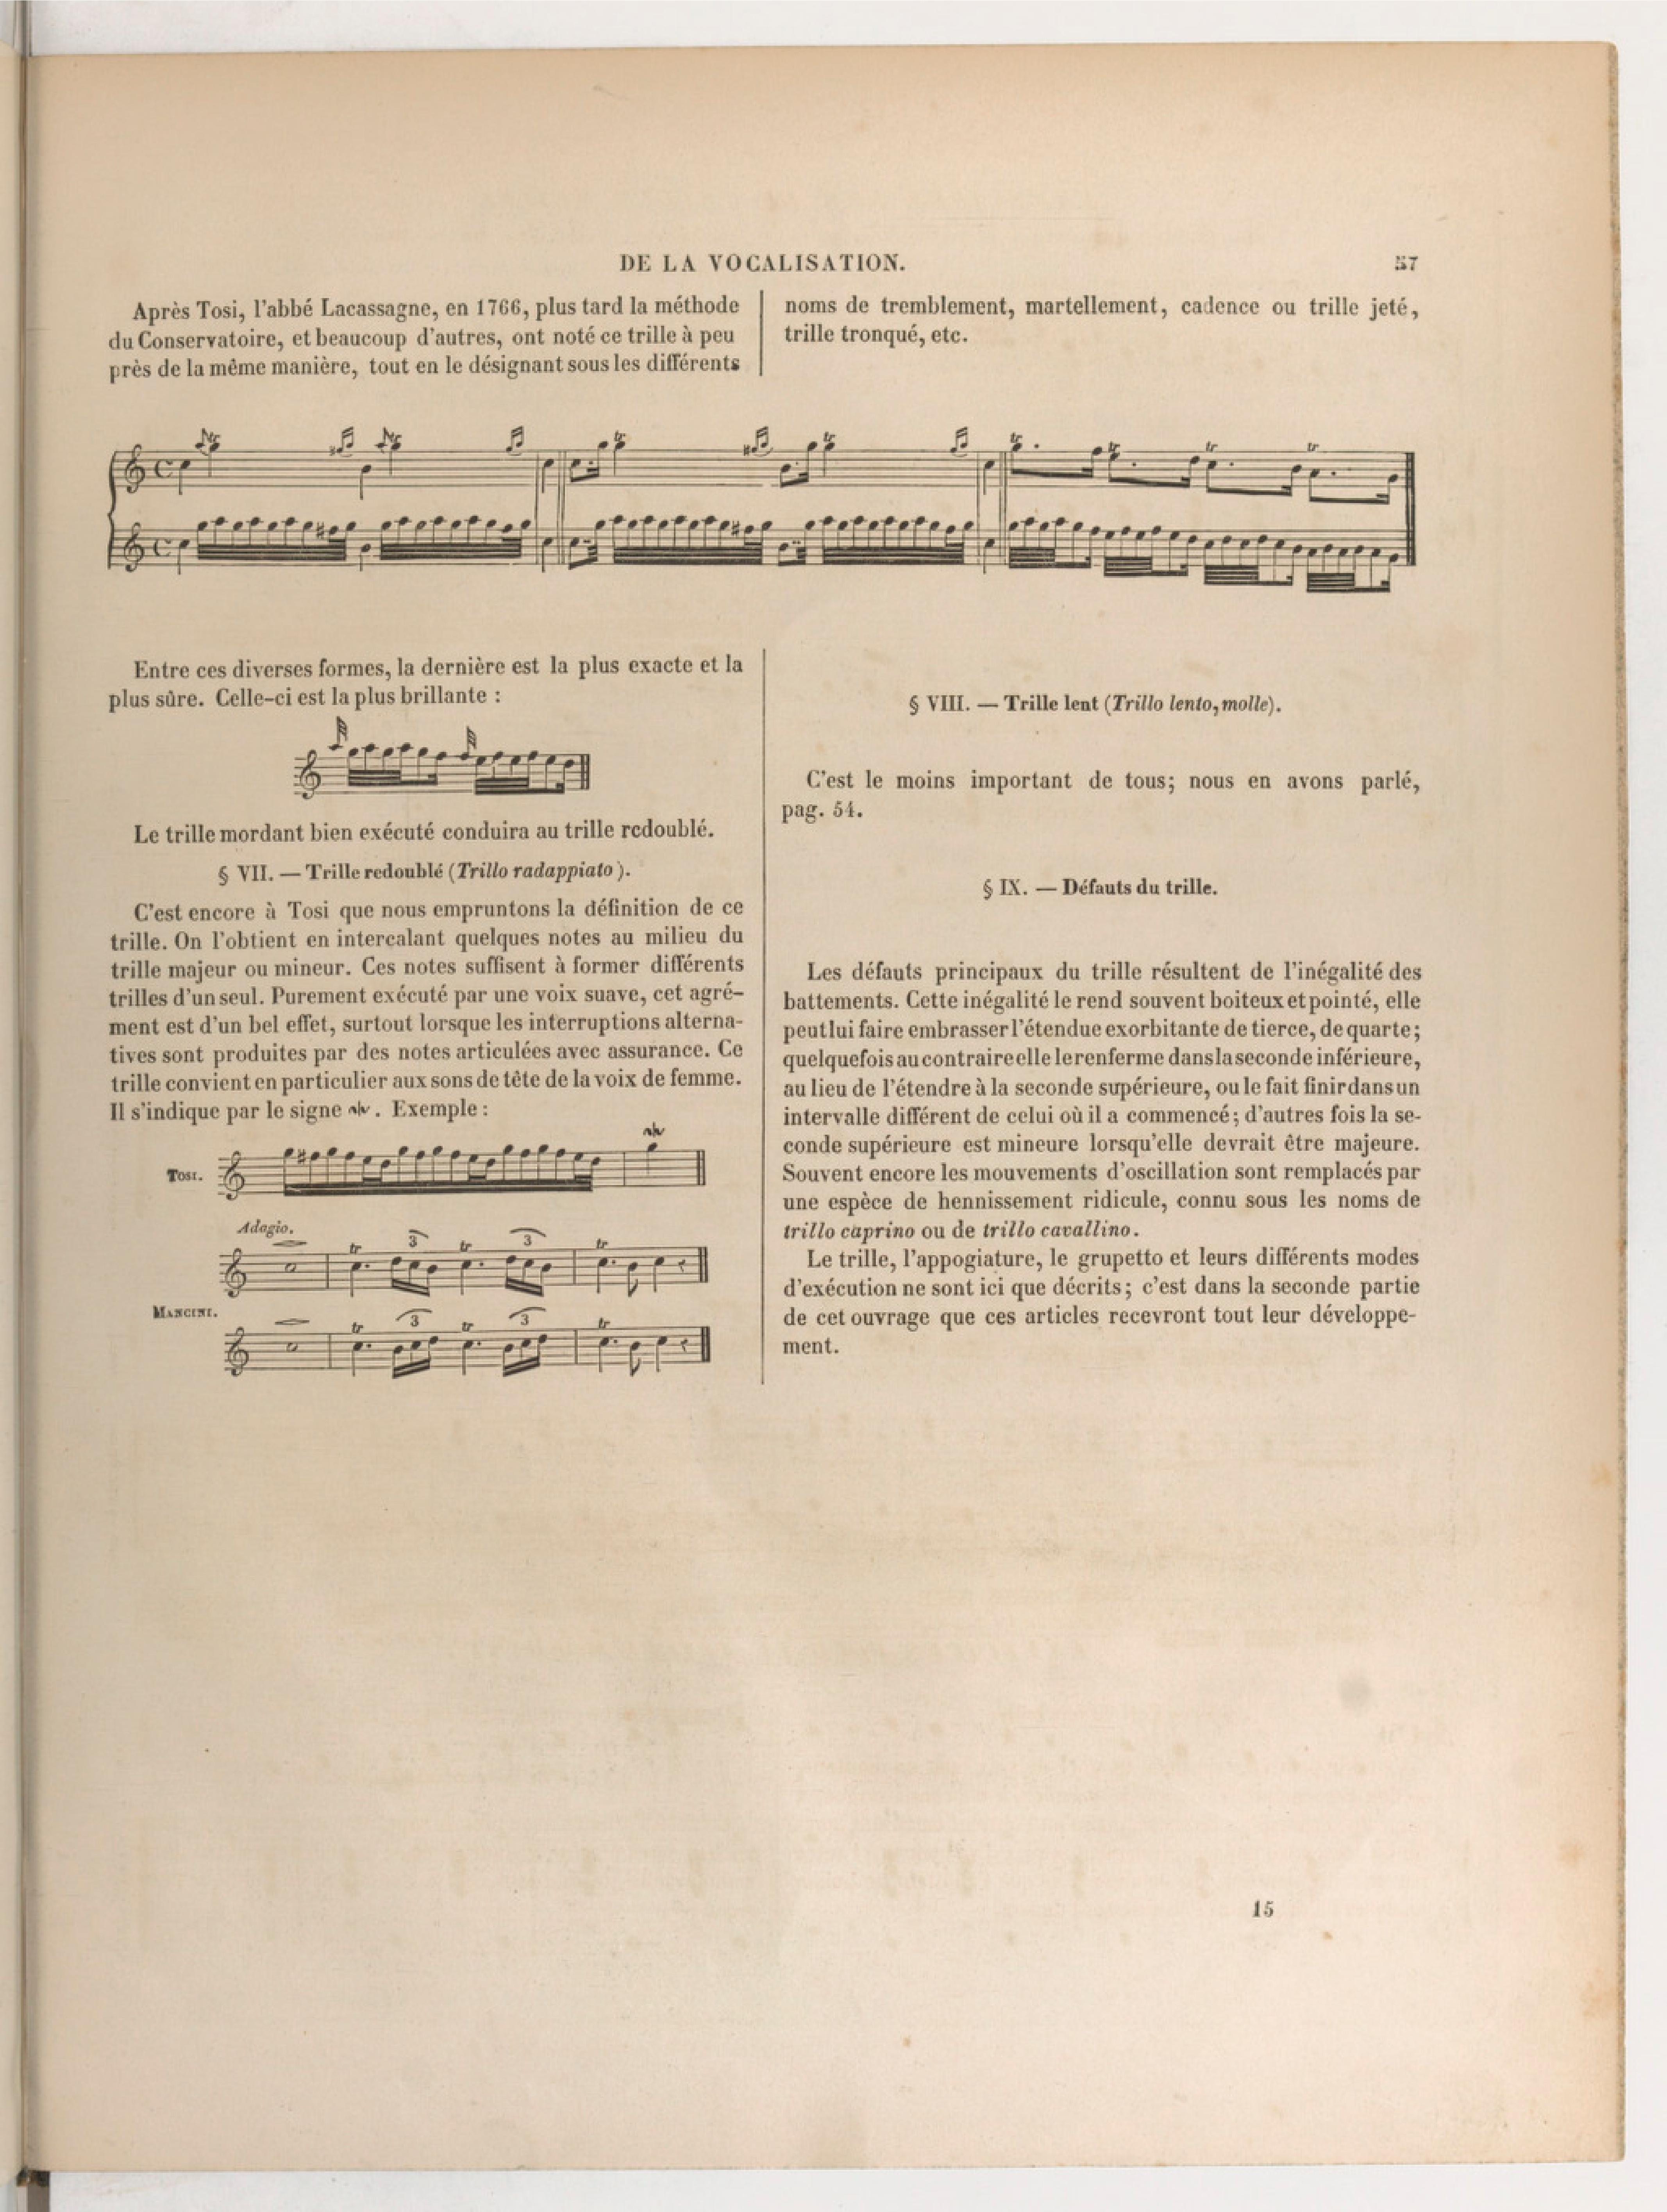 DE LA VOCALISATION.
57
Après Tosi, l'abbé Lacassagne, en 1766, plus tard la méthode
du Conservatoire, et beaucoup d'autres, ont noté ce trille à peu
près de la même manière, tout en le désignant sous les différents
noms de tremblement, martellement, cadence ou trille jeté,
trille tronqué, etc.
tr tr tr tr tr tr tr tr
Entre ces diverses formes, la dernière est la plus exacte et la
plus sûre. Celle-ci est la plus brillante :
Le trille mordant bien exécuté conduira au trille redoublé.
§ VII. — Trille redoublé (Trillo radappiato).
C'est encore à Tosi que nous empruntons la définition de ce
trille. On l'obtient en intercalant quelques notes au milieu du
trille majeur ou mineur. Ces notes suffisent à former différents
trilles d'un seul. Purement exécuté par une voix suave, cet agré-
ment est d'un bel effet, surtout lorsque les interruptions alterna-
tives sont produites par des notes articulées avec assurance. Ce
trille convient en particulier aux sons de tête de la voix de femme.
Il s'indique par le signe . Exemple :
Tosi.
Adagio.
tr 3 tr 3 tr
Mancini.
tr 3 tr 3 tr
§ VIII. — Trille lent (Trillo lento, molle).
C'est le moins important de tous; nous en avons parlé,
pag. 54.
§ IX. — Défauts du trille.
Les défauts principaux du trille résultent de l'inégalité des
battements. Cette inégalité le rend souvent boiteux et pointé, elle
peut lui faire embrasser l'étendue exorbitante de tierce, de quarte;
quelquefois au contraire elle le renferme dans la seconde inférieure,
au lieu de l'étendre à la seconde supérieure, ou le fait finir dans un
intervalle différent de celui où il a commencé; d'autres fois la se-
conde supérieure est mineure lorsqu'elle devrait être majeure.
Souvent encore les mouvements d'oscillation sont remplacés par
une espèce de hennissement ridicule, connu sous les noms de
trillo caprino ou de trillo cavallino.
Le trille, l'appogiature, le grupetto et leurs différents modes
d'exécution ne sont ici que décrits; c'est dans la seconde partie
de cet ouvrage que ces articles recevront tout leur développe-
ment.
15